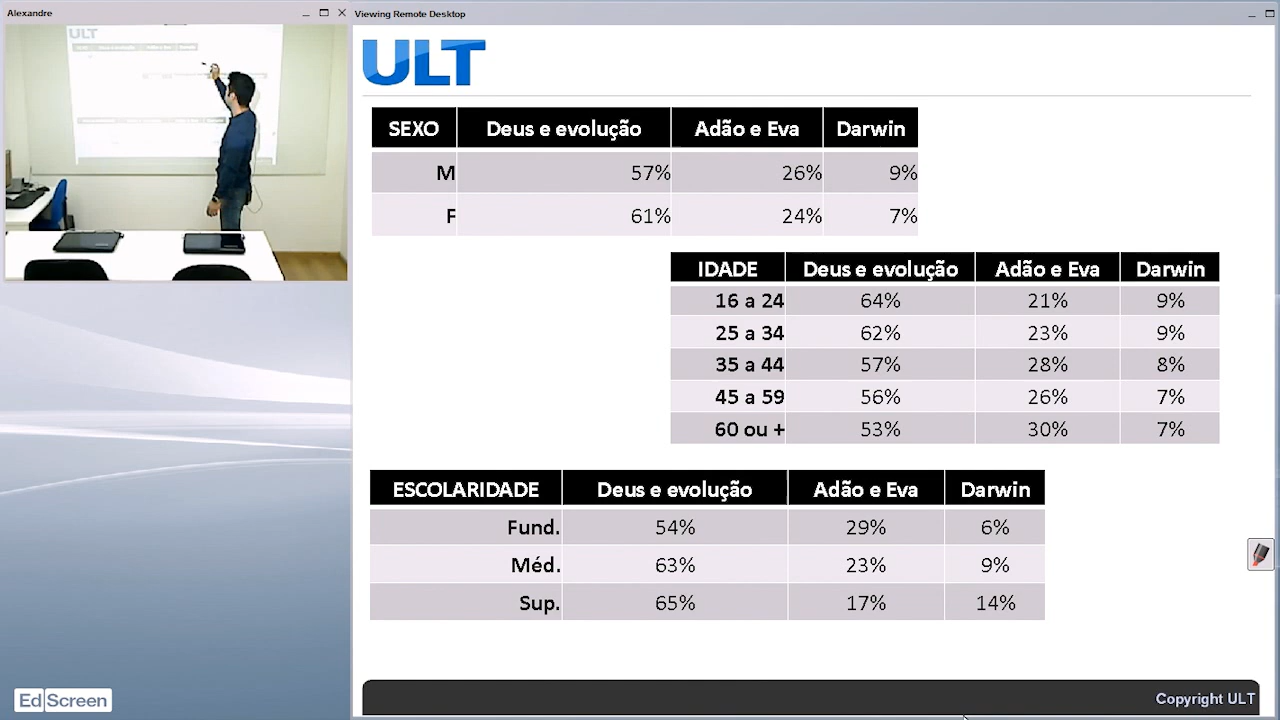 Alexandre
Viewing Remote Desktop
ULT
ULT
SEXO Deus e evolução Adão e Eva Darwin
M 57% 26% 9%
F 61% 24% 7%
IDADE Deus e evolução Adão e Eva Darwin
16 a 24 64% 21% 9%
25 a 34 62% 23% 9%
35 a 44 57% 28% 8%
45 a 59 56% 26% 7%
60 ou + 53% 30% 7%
ESCOLARIDADE Deus e evolução Adão e Eva Darwin
Fund. 54% 29% 6%
Méd. 63% 23% 9%
Sup. 65% 17% 14%
EdScreen
Copyright ULT